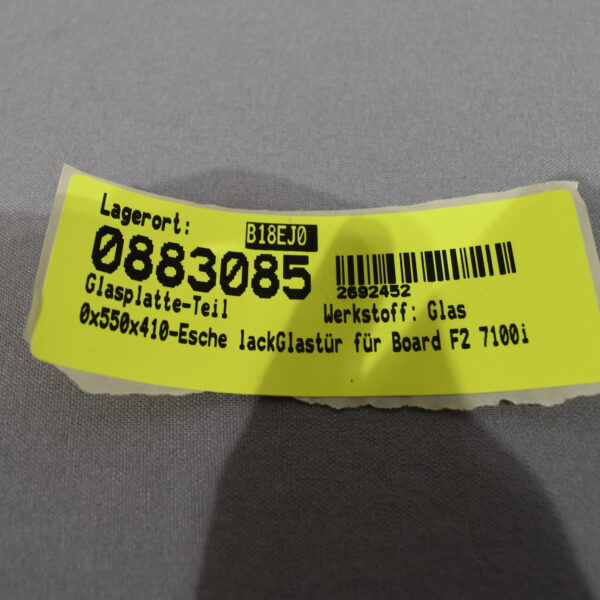 Lagerort:
B18EJ0
0883085
2692452
Glasplatte-Teil
Werkstoff: Glas
0x550x410-Esche lackGlastür für Board F2 7100i